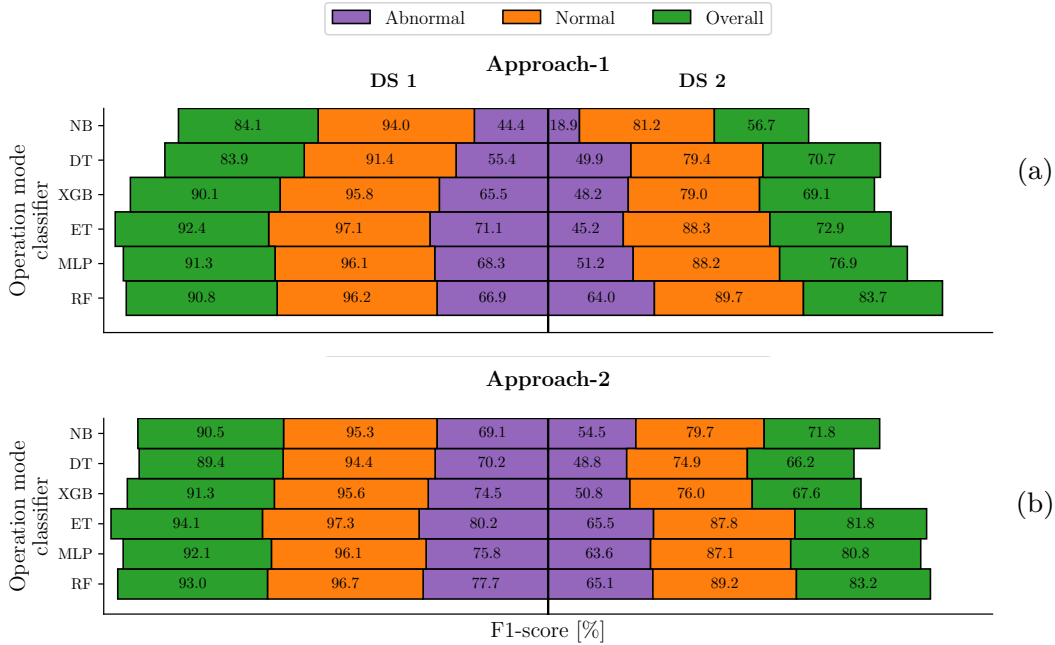 Abnormal Normal Overall
Approach-1
DS 1 DS 2
NB 84.1 94.0 44.4 18.9 81.2 56.7
DT 83.9 91.4 55.4 49.9 79.4 70.7
XGB 90.1 95.8 65.5 48.2 79.0 69.1
ET 92.4 97.1 71.1 45.2 88.3 72.9
MLP 91.3 96.1 68.3 51.2 88.2 76.9
RF 90.8 96.2 66.9 64.0 89.7 83.7
Operation mode
classifier
(a)
Approach-2
NB 90.5 95.3 69.1 54.5 79.7 71.8
DT 89.4 94.4 70.2 48.8 74.9 66.2
XGB 91.3 95.6 74.5 50.8 76.0 67.6
ET 94.1 97.3 80.2 65.5 87.8 81.8
MLP 92.1 96.1 75.8 63.6 87.1 80.8
RF 93.0 96.7 77.7 65.1 89.2 83.2
Operation mode
classifier
(b)
F1-score [%]